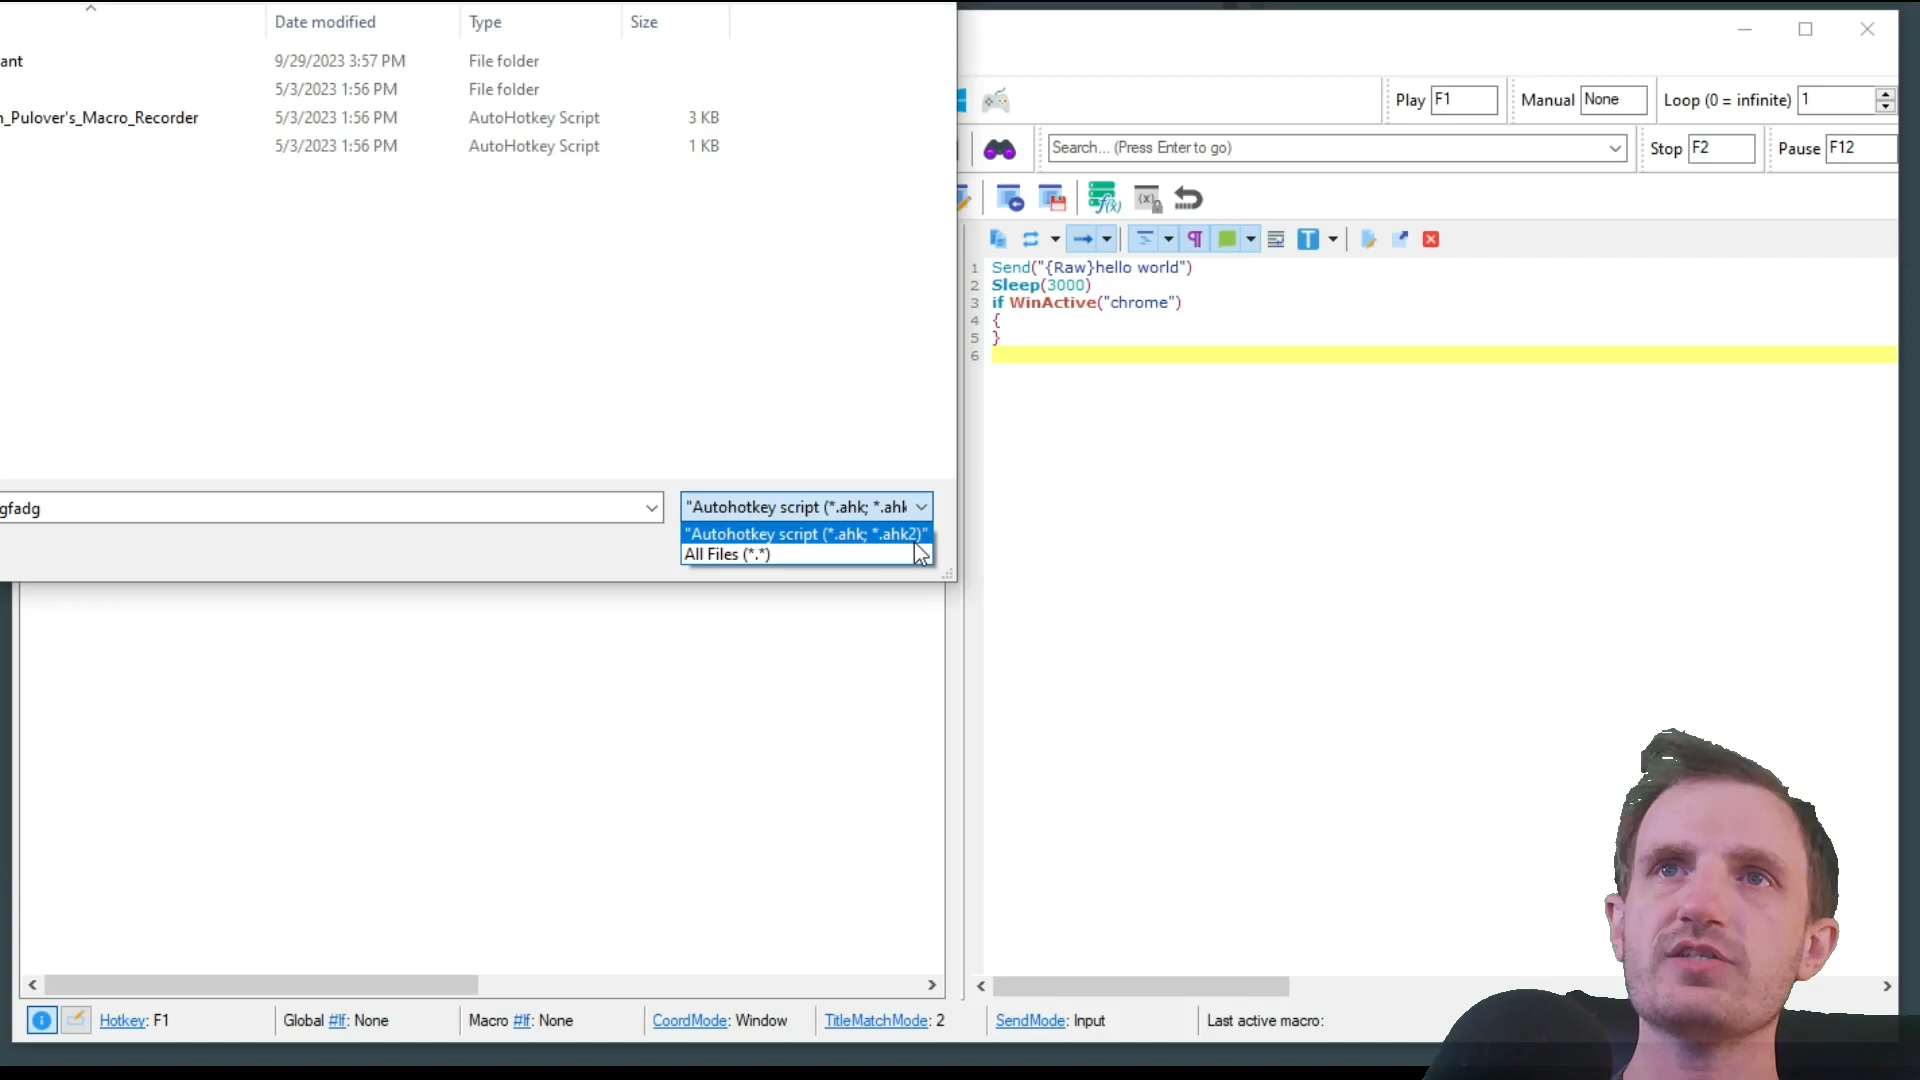 Date modified Type Size
ant 9/29/2023 3:57 PM File folder
5/3/2023 1:56 PM File folder
n_Pulover's_Macro_Recorder 5/3/2023 1:56 PM AutoHotkey Script 3 KB
5/3/2023 1:56 PM AutoHotkey Script 1 KB
gfadg
"Autohotkey script (*.ahk; *.ahk
"Autohotkey script (*.ahk; *.ahk2)"
All Files (*.*)
Play F1 Manual None Loop (0 = infinite) 1
Search... (Press Enter to go) Stop F2 Pause F12
f(x) (x)
T
1 Send("{Raw}hello world")
2 Sleep(3000)
3 if WinActive("chrome")
4 {
5 }
6
Hotkey: F1 Global #If: None Macro #If: None CoordMode: Window TitleMatchMode: 2 SendMode: Input Last active macro: